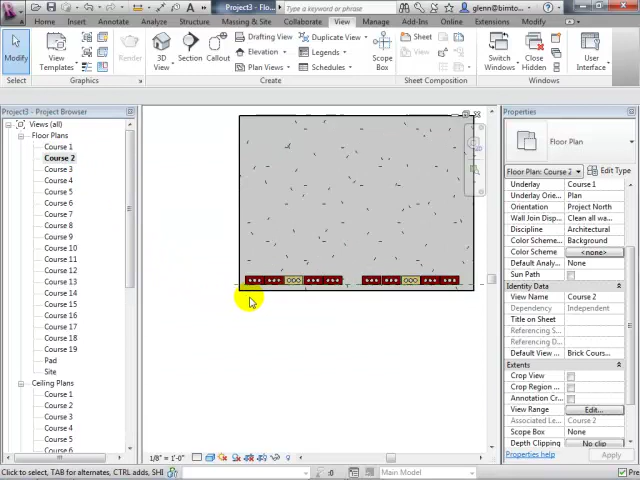 Project3 - Flo...
Type a keyword or phrase
glenn@bimto...
Home Insert Annotate Analyze Structure Massing & Site Collaborate View Manage Add-Ins Online Extensions Modify
Modify
View Templates
Render
3D View
Section
Callout
Drafting View
Elevation
Plan Views
Duplicate View
Legends
Schedules
Scope Box
Sheet
Switch Windows
Close Hidden
User Interface
Select
Graphics
Create
Sheet Composition
Windows
Project3 - Project Browser
Views (all)
Floor Plans
Course 1
Course 2
Course 3
Course 4
Course 5
Course 6
Course 7
Course 8
Course 9
Course 10
Course 11
Course 12
Course 13
Course 14
Course 15
Course 16
Course 17
Course 18
Course 19
Pad
Site
Ceiling Plans
Course 1
Course 2
Course 3
Course 4
Course 5
Course 6
Properties
Floor Plan
Floor Plan: Course 2
Edit Type
Underlay Course 1
Underlay Orie... Plan
Orientation Project North
Wall Join Disp... Clean all wa...
Discipline Architectural
Color Scheme... Background
Color Scheme <none>
Default Analy... None
Sun Path
Identity Data
View Name Course 2
Dependency Independent
Title on Sheet
Referencing S...
Referencing D...
Default View ... Brick Cours...
Extents
Crop View
Crop Region ...
Annotation Cr...
View Range Edit...
Associated Le... Course 2
Scope Box None
Depth Clipping No clip
Properties help
Apply
1/8" = 1'-0"
Click to select, TAB for alternates, CTRL adds, SHI
:0
Main Model
Pre